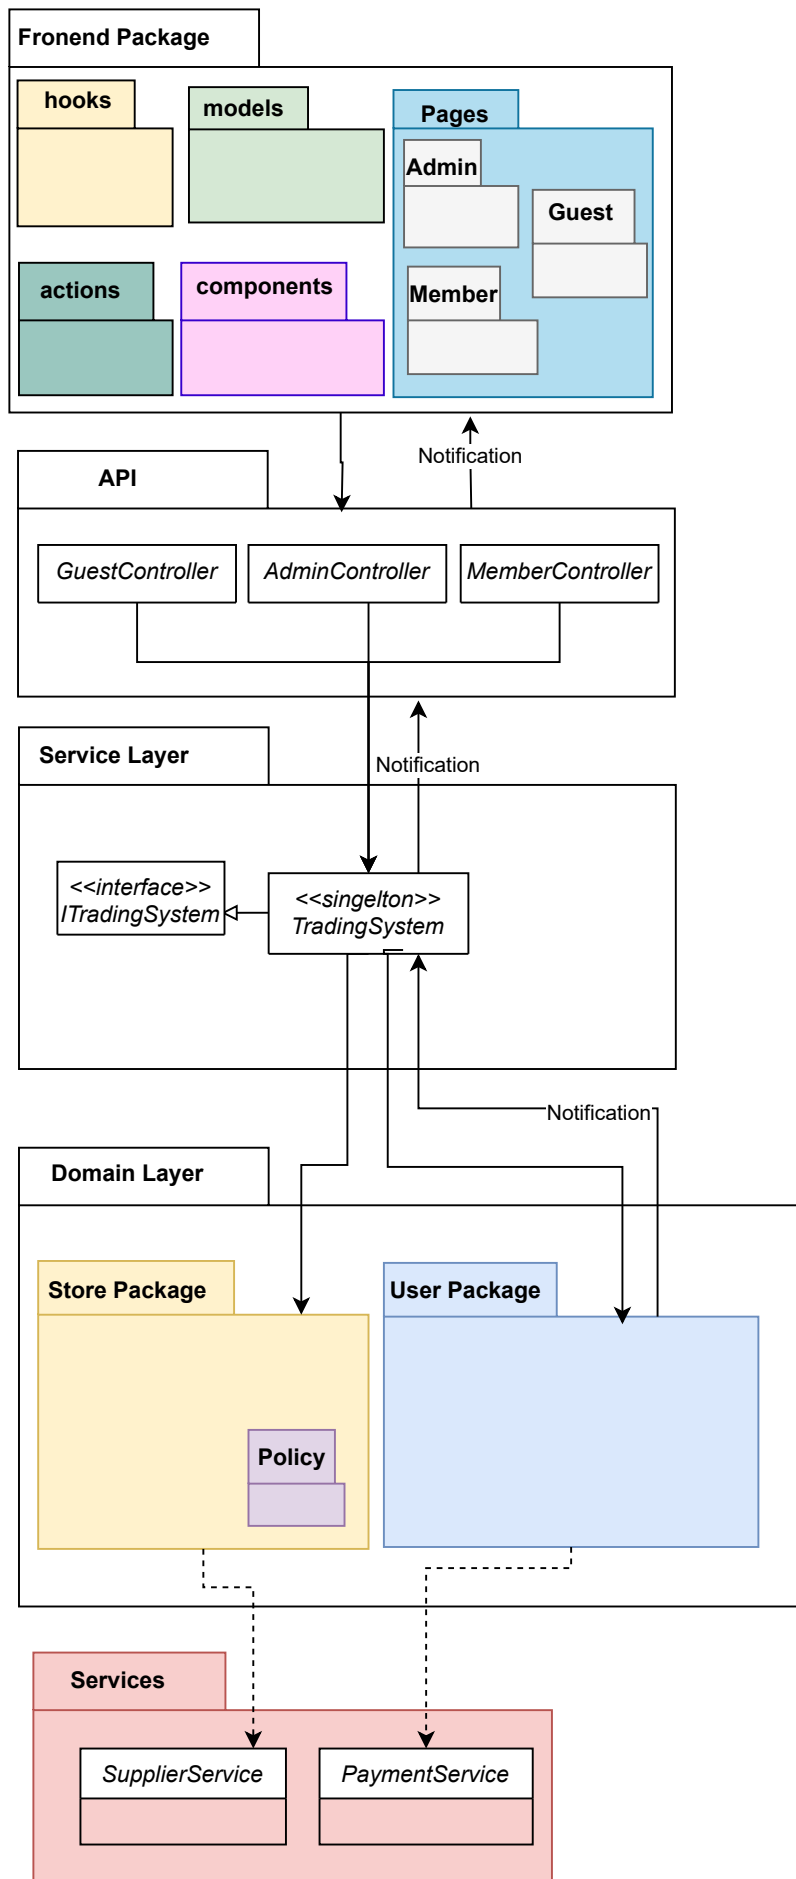 Fronend Package
hooks
models
Pages
Admin
Guest
Member
actions
components
Notification
API
GuestController
AdminController
MemberController
Service Layer
Notification
<<interface>>
ITradingSystem
<<singelton>>
TradingSystem
Notification
Domain Layer
Store Package
User Package
Policy
Services
SupplierService
PaymentService